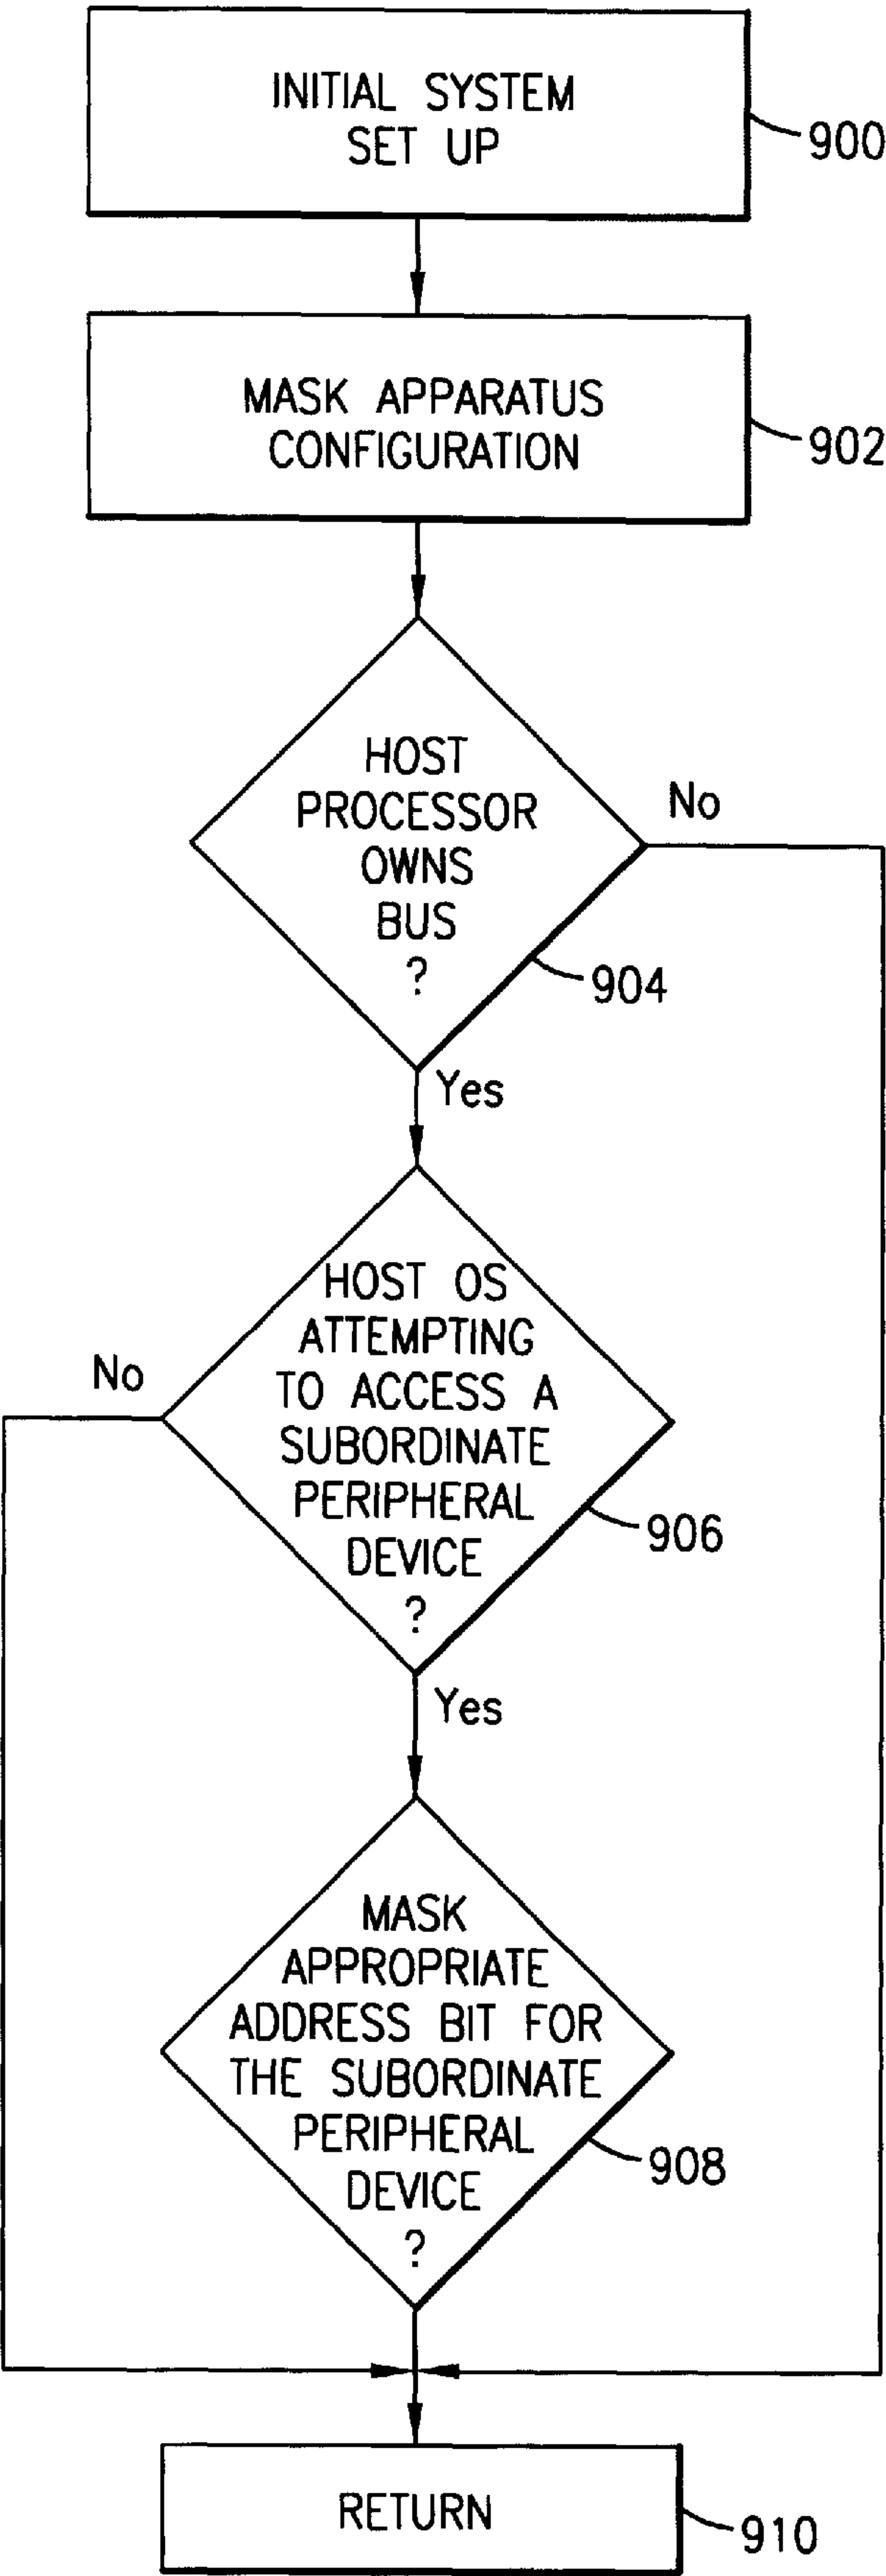 INITIAL SYSTEM
SET UP
900
MASK APPARATUS
CONFIGURATION
902
HOST
PROCESSOR
OWNS
BUS
?
No
904
Yes
HOST OS
ATTEMPTING
TO ACCESS A
SUBORDINATE
PERIPHERAL
DEVICE
?
No
906
Yes
MASK
APPROPRIATE
ADDRESS BIT FOR
THE SUBORDINATE
PERIPHERAL
DEVICE
?
908
RETURN
910